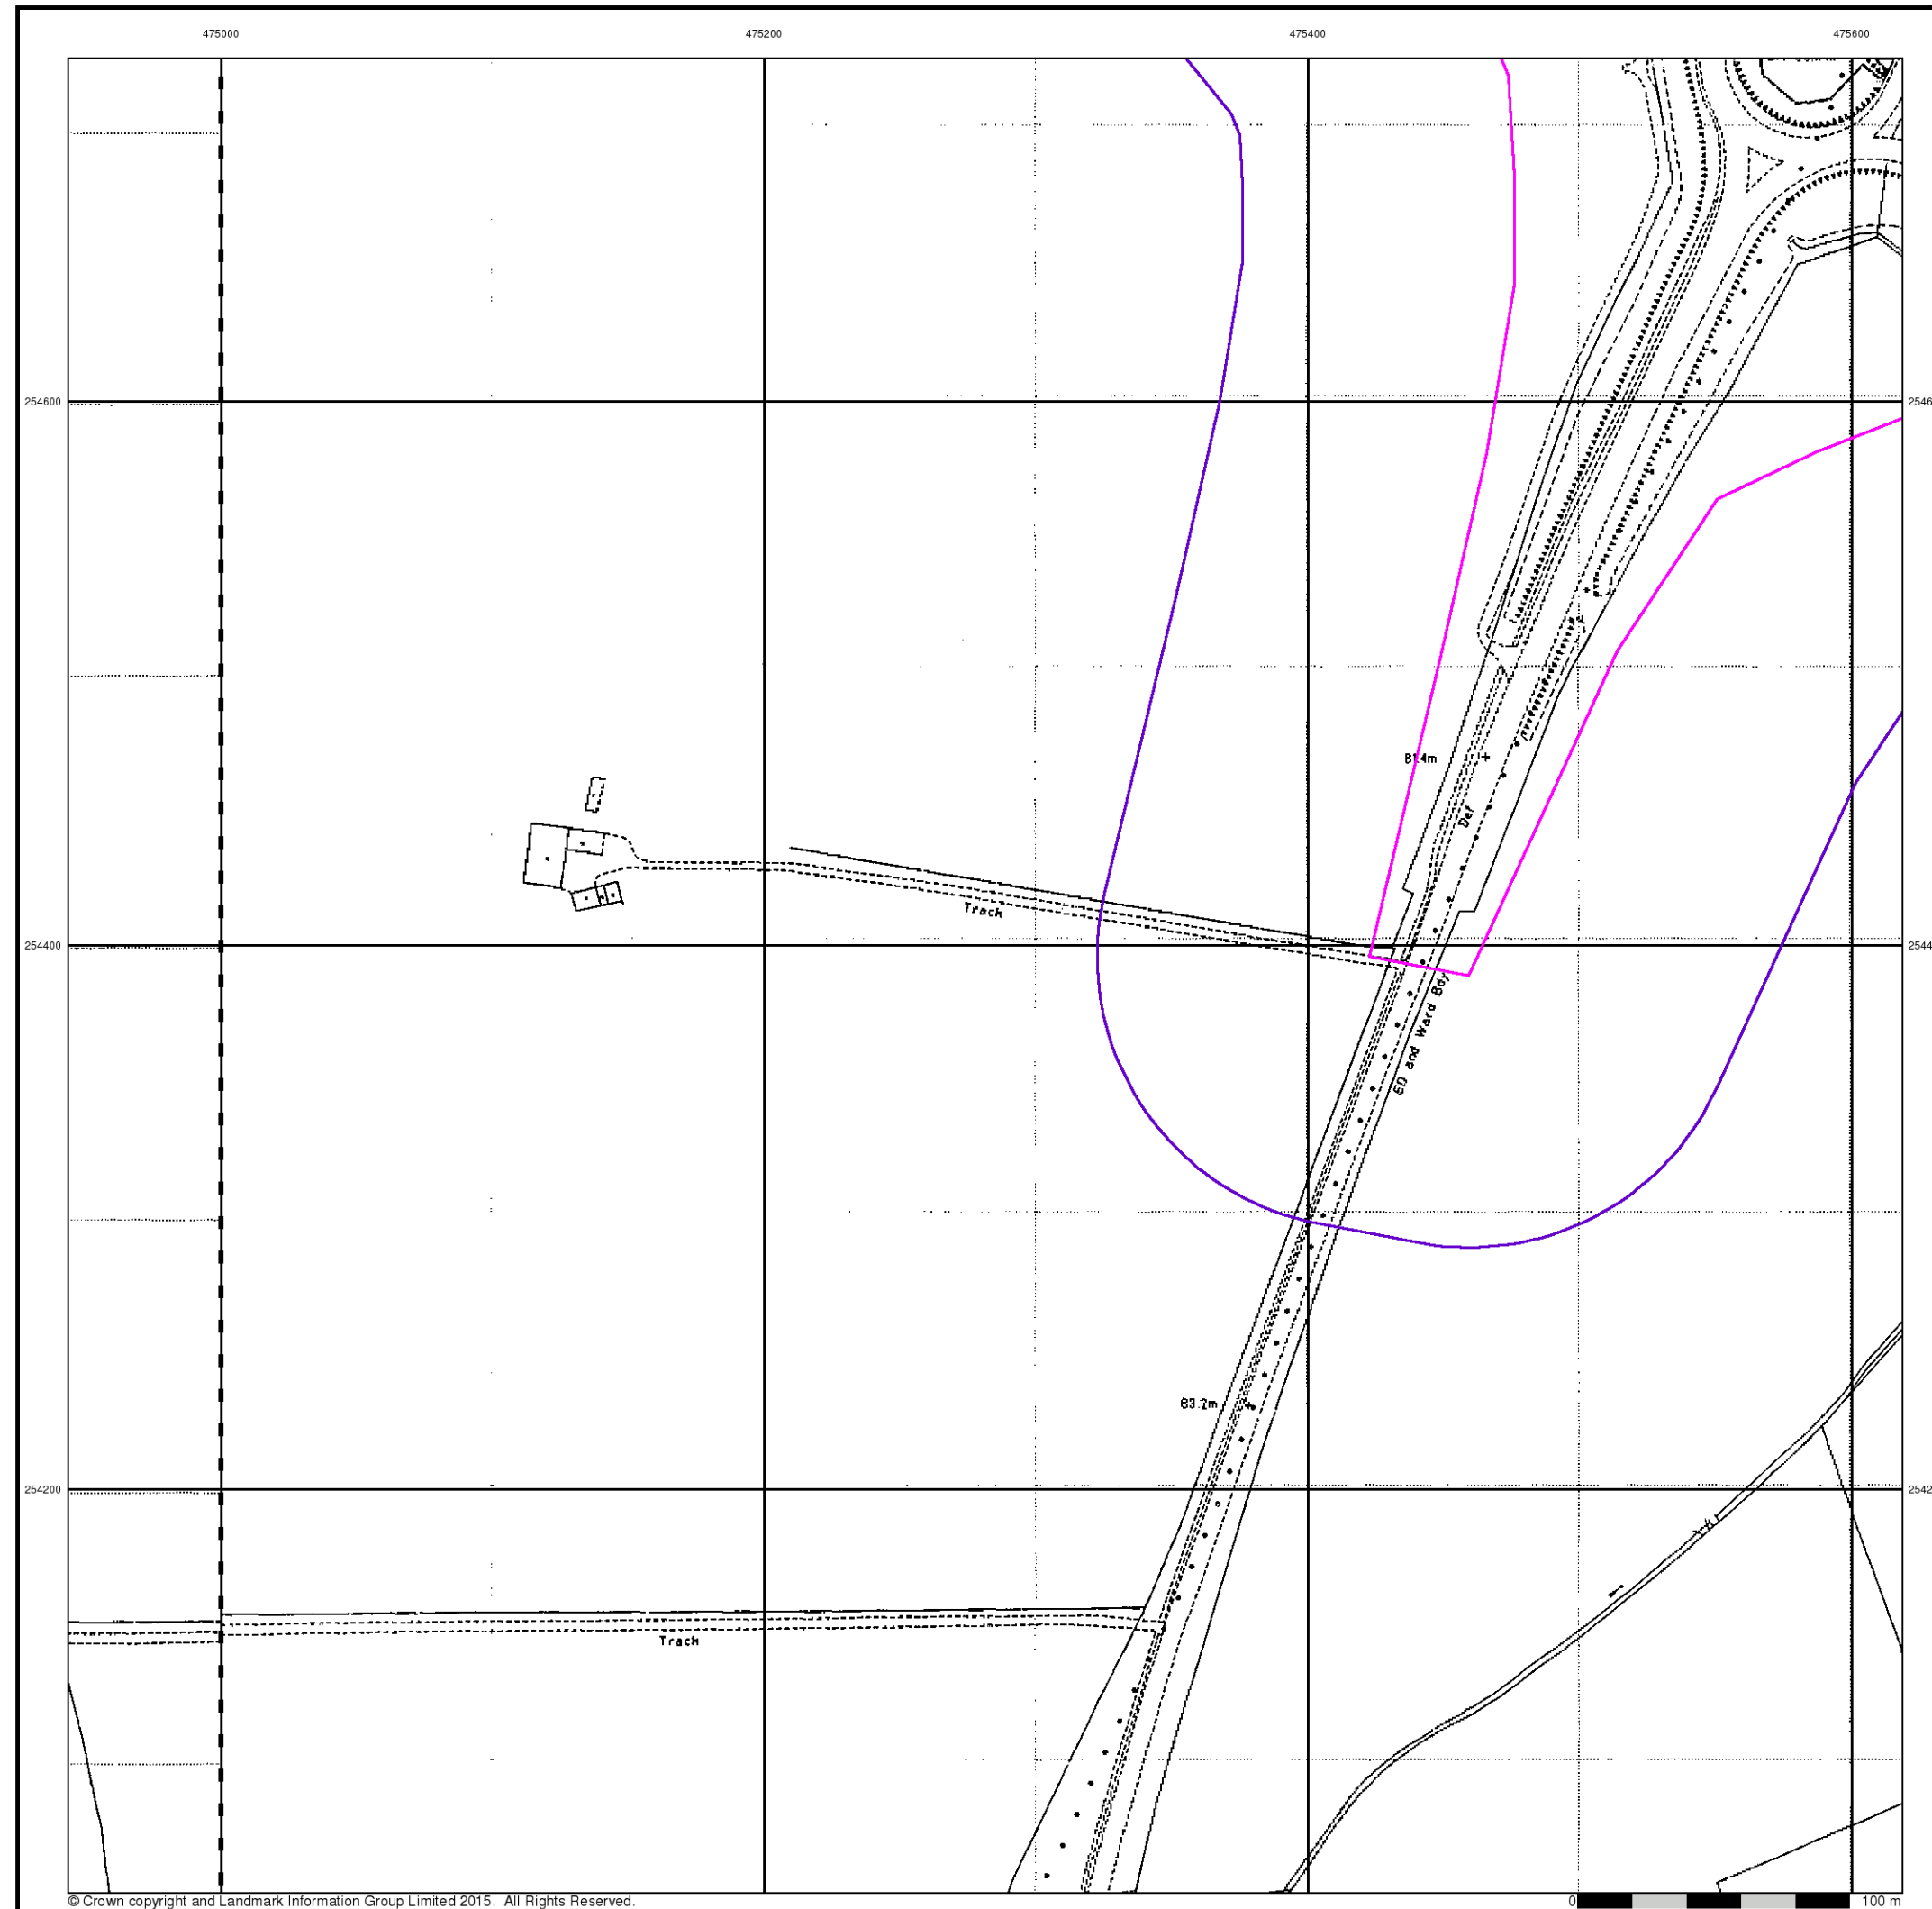 475000 475200 475400 475600
254600
81.4m
Def
Track
254400
ED and Ward Bdy
83.2m
254200
Track
© Crown copyright and Landmark Information Group Limited 2015. All Rights Reserved.
0 100 m